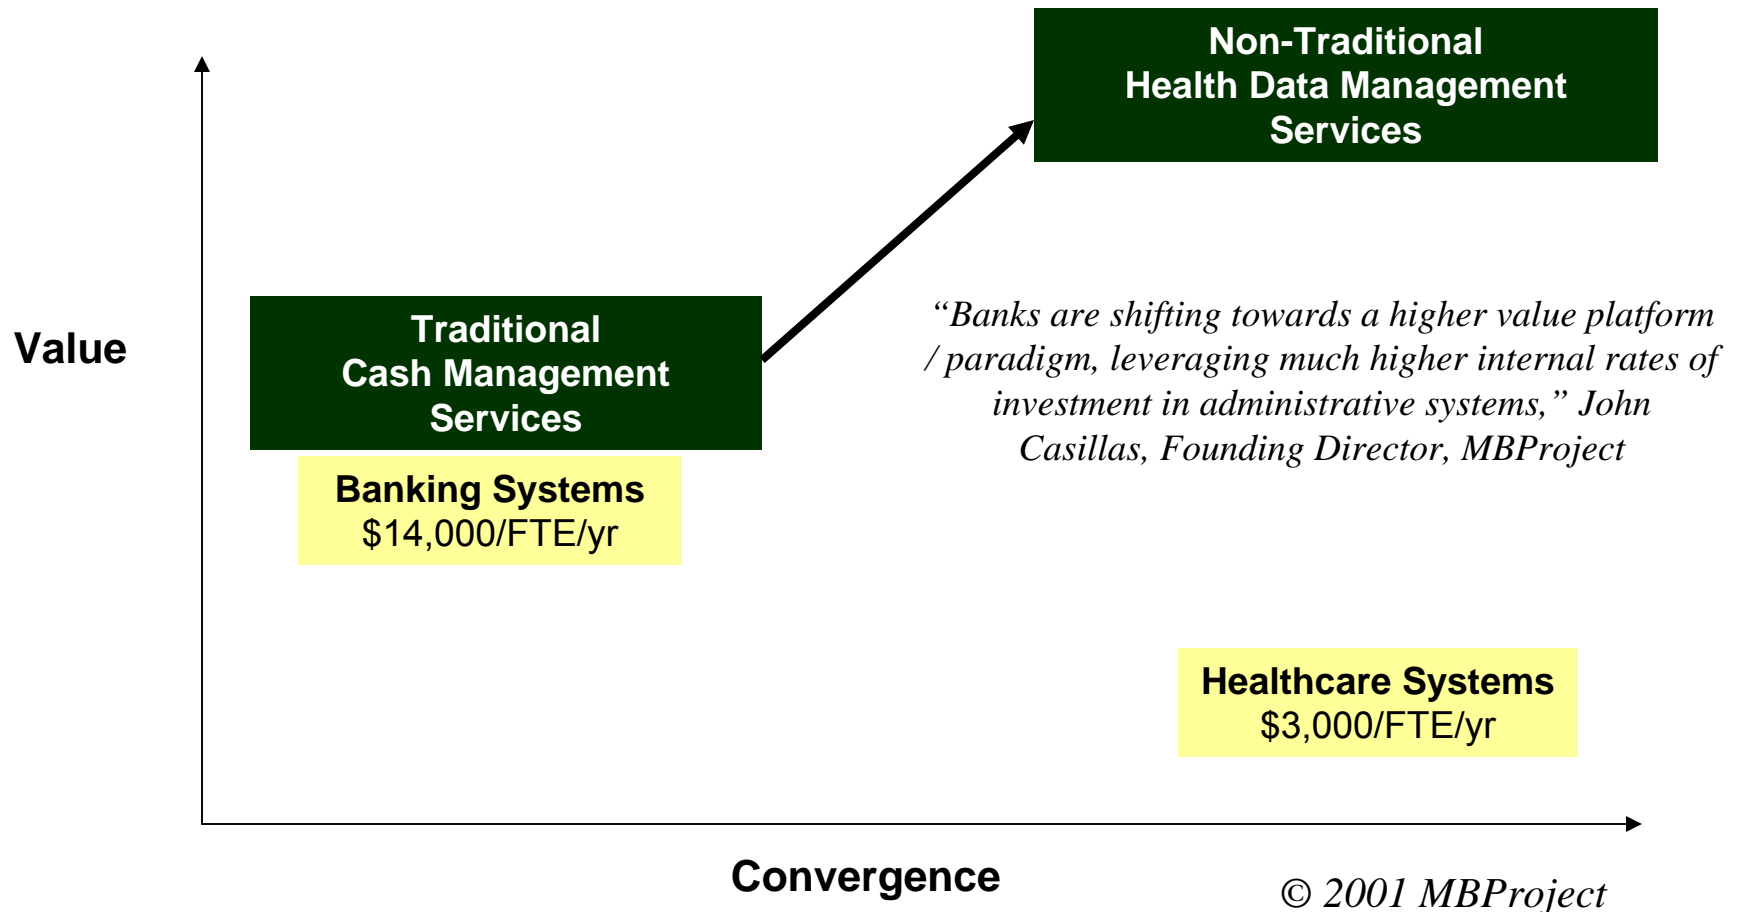 Non-Traditional
Health Data Management
Services
Value
Traditional
Cash Management
Services
“Banks are shifting towards a higher value platform
/ paradigm, leveraging much higher internal rates of
investment in administrative systems,” John
Casillas, Founding Director, MBProject
Banking Systems
$14,000/FTE/yr
Healthcare Systems
$3,000/FTE/yr
Convergence
© 2001 MBProject